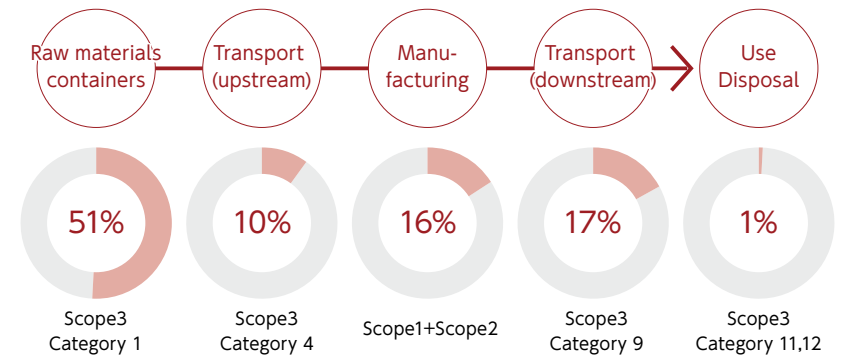 Raw materials
containers
Transport
(upstream)
Manu-
facturing
Transport
(downstream)
Use
Disposal
51%
10%
16%
17%
1%
Scope3
Category 1
Scope3
Category 4
Scope1+Scope2
Scope3
Category 9
Scope3
Category 11,12